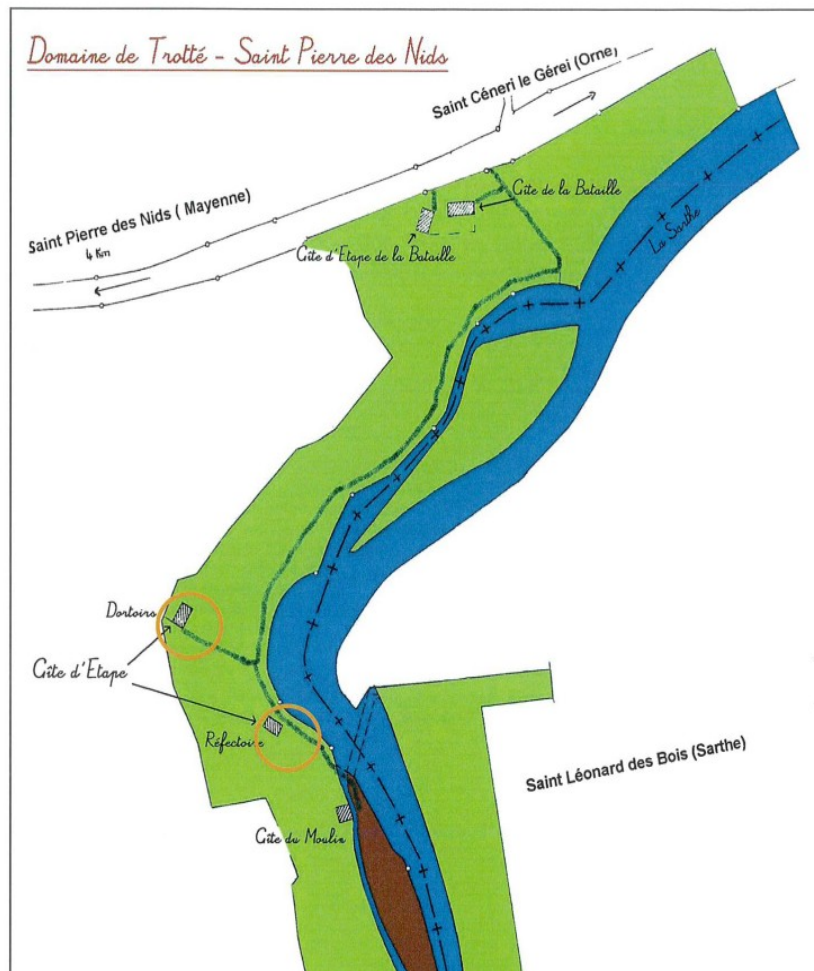 Domaine de Trotté - Saint Pierre des Nids
Saint Céneri le Gérei (Orne)
Saint Pierre des Nids ( Mayenne)
4 Km
Gîte de la Bataille
Gîte d'Etape de la Bataille
La Sarthe
Dortoirs
Gîte d'Etape
Réfectoire
Saint Léonard des Bois (Sarthe)
Gîte du Moulin